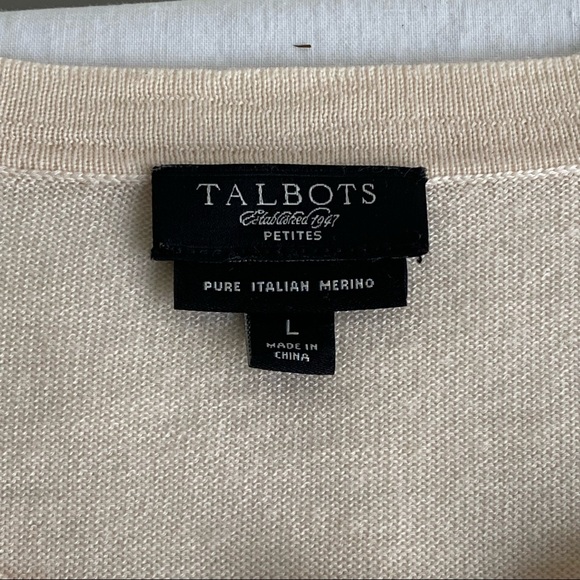 TALBOTS
Established 1947
PETITES
PURE ITALIAN MERINO
L
MADE IN
CHINA